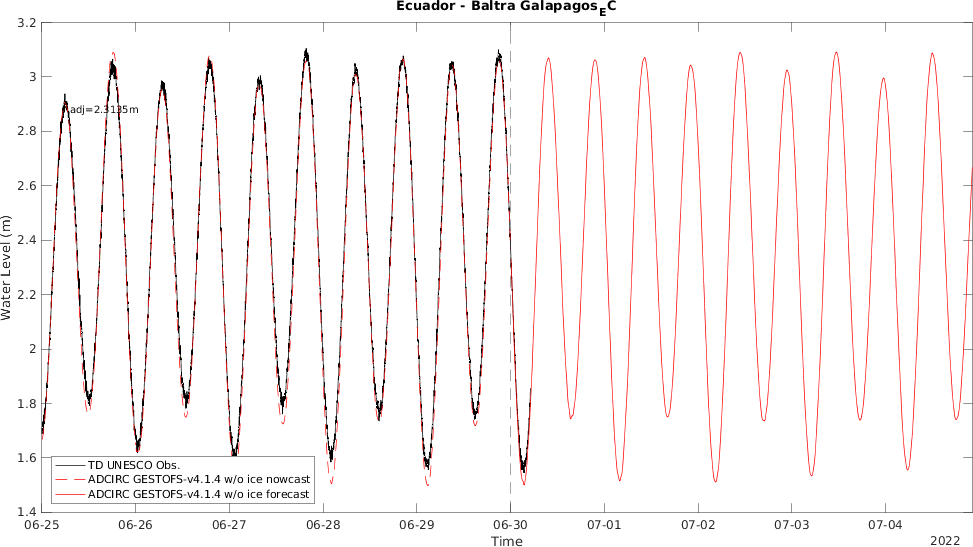 Ecuador - Baltra Galapagos_EC
3.2
3
2.8
2.6
2.4
2.2
2
1.8
1.6
1.4
Water Level (m)
adj=2.3135m
TD UNESCO Obs.
ADCIRC GESTOFS-v4.1.4 w/o ice nowcast
ADCIRC GESTOFS-v4.1.4 w/o ice forecast
06-25 06-26 06-27 06-28 06-29 06-30 07-01 07-02 07-03 07-04
Time
2022